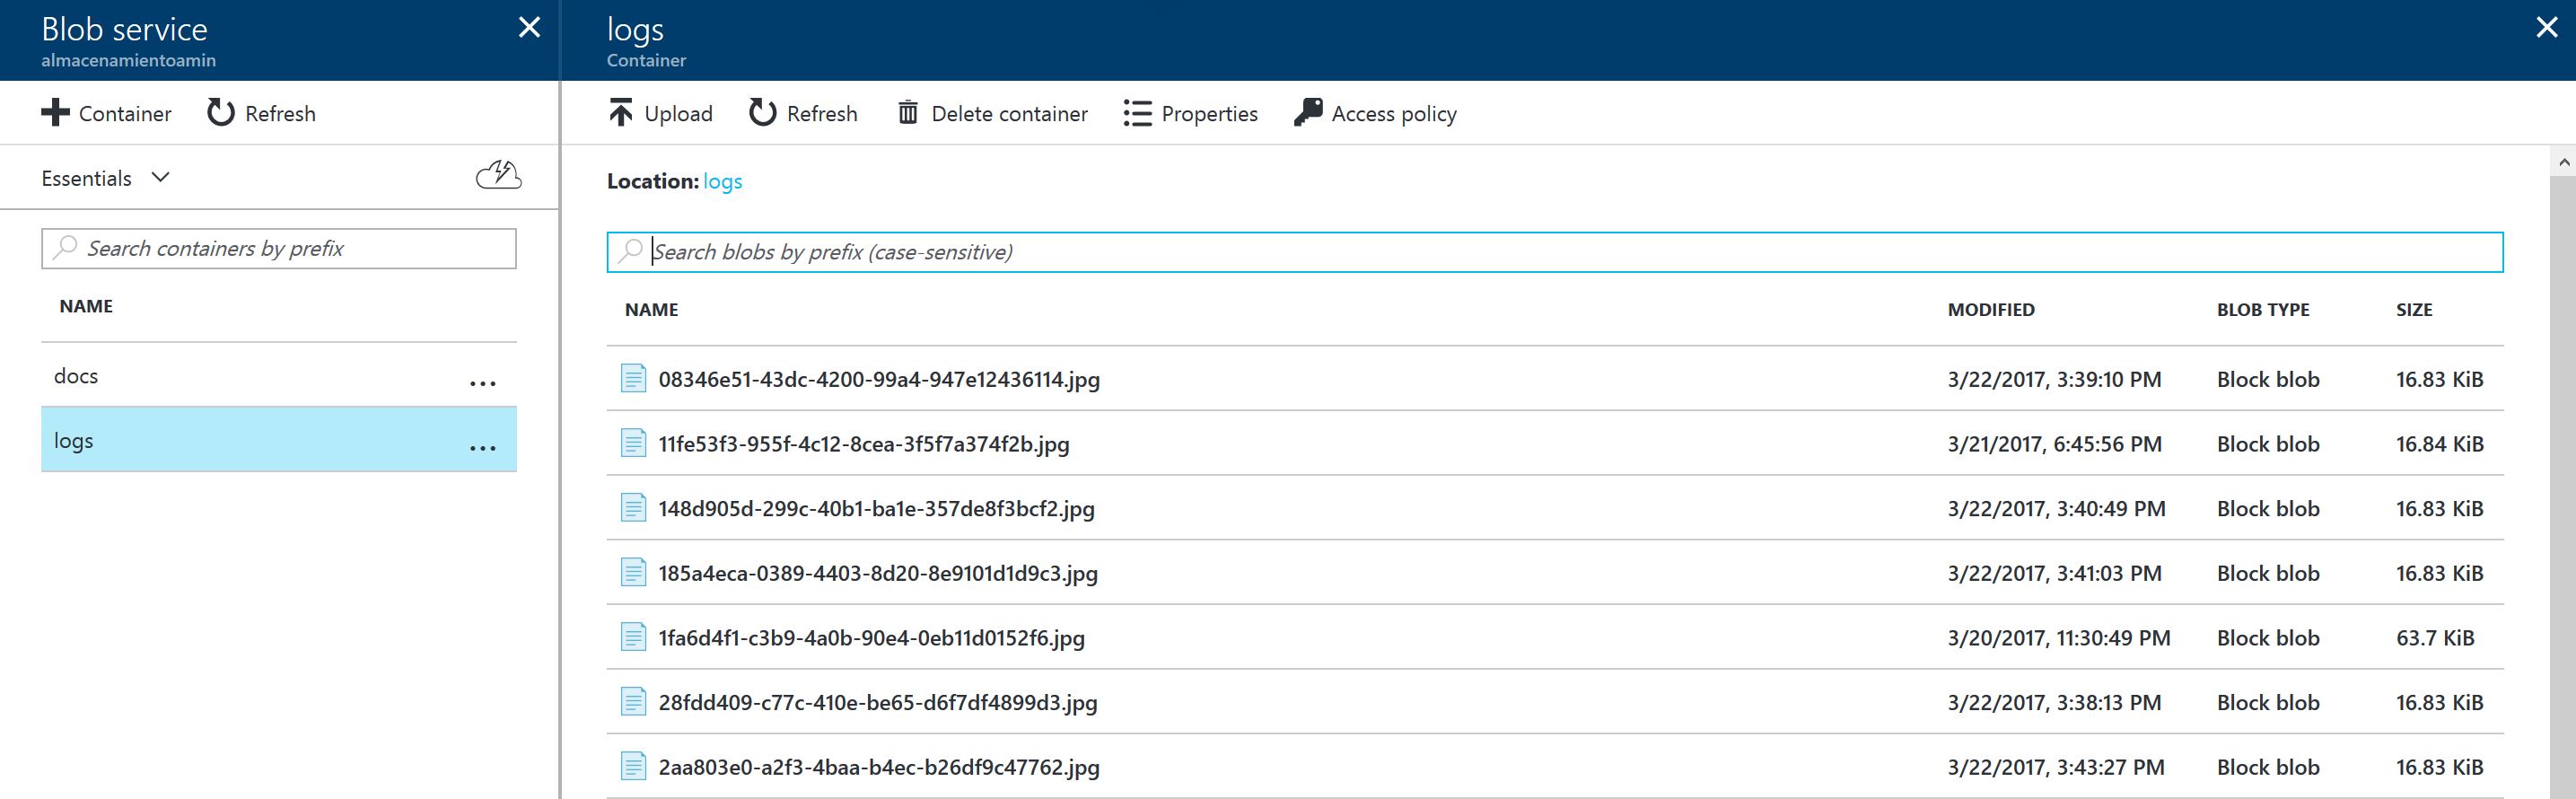 Blob service
almacenamientoamin
Container Refresh
Essentials
Search containers by prefix
NAME
docs ...
logs ...
logs
Container
Upload Refresh Delete container Properties Access policy
Location: logs
Search blobs by prefix (case-sensitive)
NAME MODIFIED BLOB TYPE SIZE
08346e51-43dc-4200-99a4-947e12436114.jpg 3/22/2017, 3:39:10 PM Block blob 16.83 KiB
11fe53f3-955f-4c12-8cea-3f5f7a374f2b.jpg 3/21/2017, 6:45:56 PM Block blob 16.84 KiB
148d905d-299c-40b1-ba1e-357de8f3bcf2.jpg 3/22/2017, 3:40:49 PM Block blob 16.83 KiB
185a4eca-0389-4403-8d20-8e9101d1d9c3.jpg 3/22/2017, 3:41:03 PM Block blob 16.83 KiB
1fa6d4f1-c3b9-4a0b-90e4-0eb11d0152f6.jpg 3/20/2017, 11:30:49 PM Block blob 63.7 KiB
28fdd409-c77c-410e-be65-d6f7df4899d3.jpg 3/22/2017, 3:38:13 PM Block blob 16.83 KiB
2aa803e0-a2f3-4baa-b4ec-b26df9c47762.jpg 3/22/2017, 3:43:27 PM Block blob 16.83 KiB